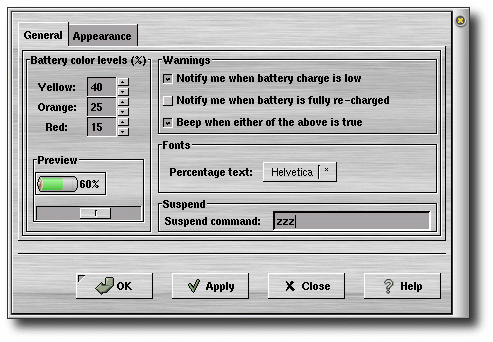 General
Appearance
Battery color levels (%)
Yellow: 40
Orange: 25
Red: 15
Preview
60%
Warnings
Notify me when battery charge is low
Notify me when battery is fully re-charged
Beep when either of the above is true
Fonts
Percentage text: Helvetica
Suspend
Suspend command: zzz
OK
Apply
X Close
? Help